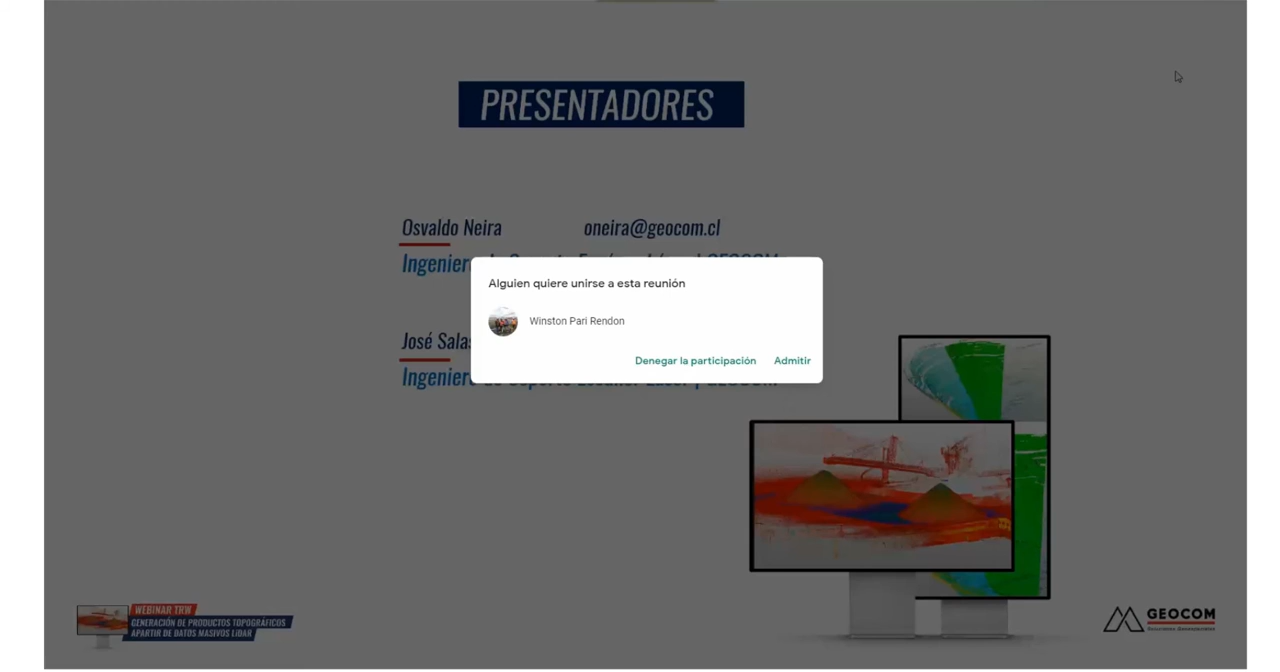 PRESENTADORES
Osvaldo Neira oneira@geocom.cl
Ingenier
Alguien quiere unirse a esta reunión
Winston Pari Rendon
José Salas
Denegar la participación Admitir
Ingenier
WEBINAR TRW
GENERACIÓN DE PRODUCTOS TOPOGRÁFICOS
APARTIR DE DATOS MASIVOS LiDAR
GEOCOM